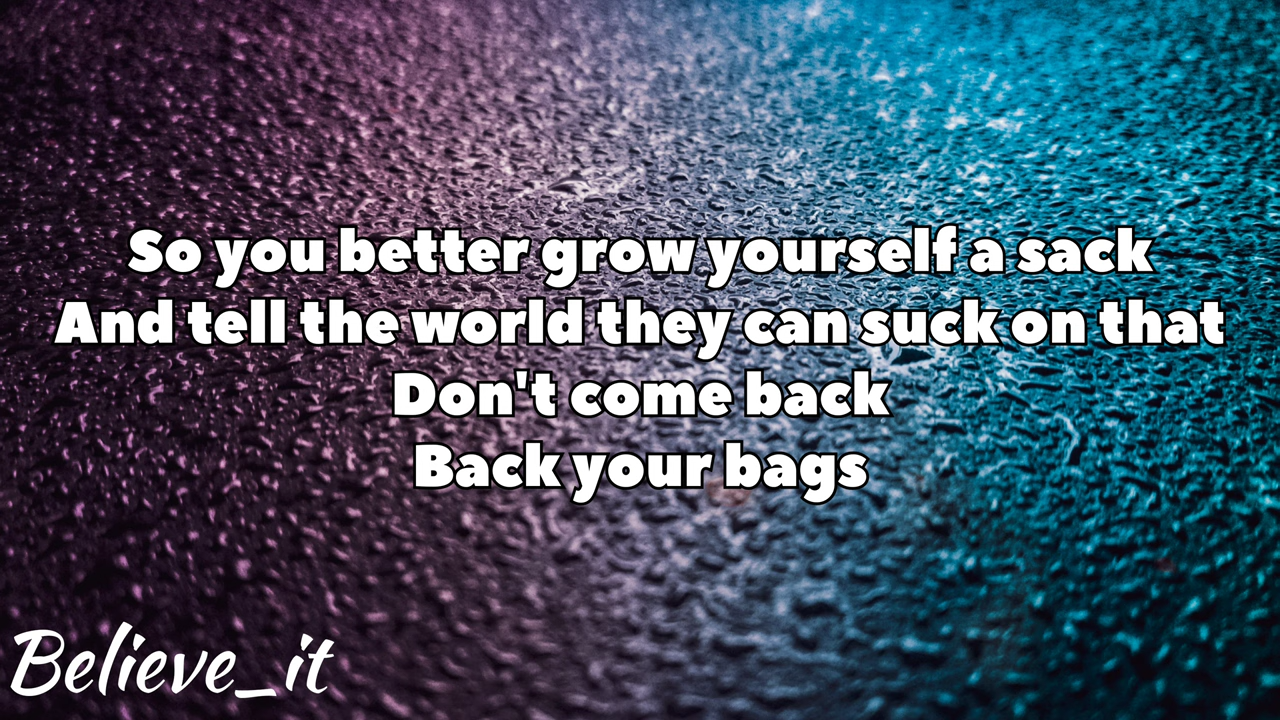 So you better grow yourself a sack
And tell the world they can suck on that
Don't come back
Back your bags
Believe_it